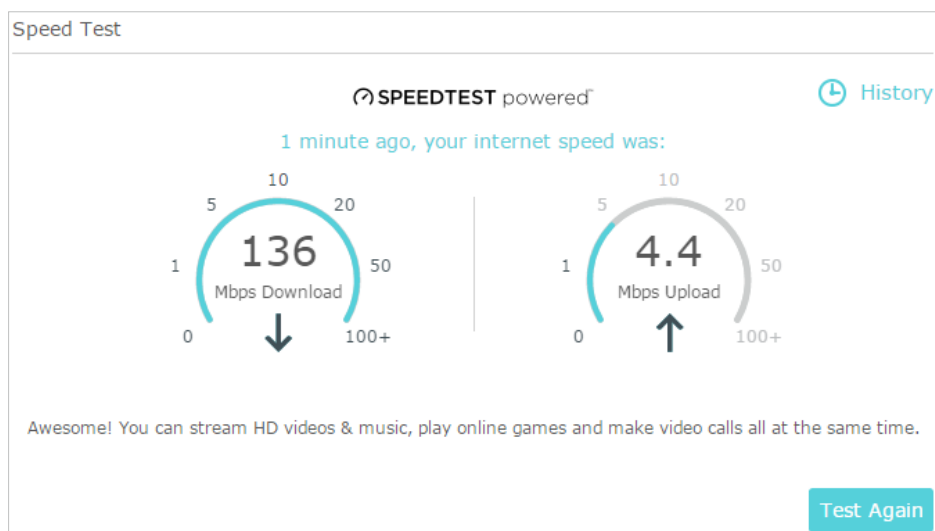 Speed Test
SPEEDTEST powered™
History
1 minute ago, your internet speed was:
10
5 20
136
1 50
Mbps Download
0 100+
10
5 20
4.4
1 50
Mbps Upload
0 100+
Awesome! You can stream HD videos & music, play online games and make video calls all at the same time.
Test Again